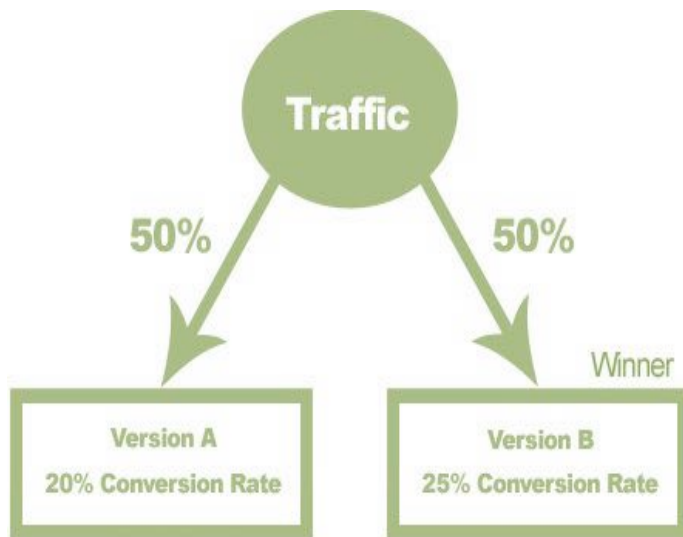 Traffic
50%
50%
Winner
Version A
20% Conversion Rate
Version B
25% Conversion Rate